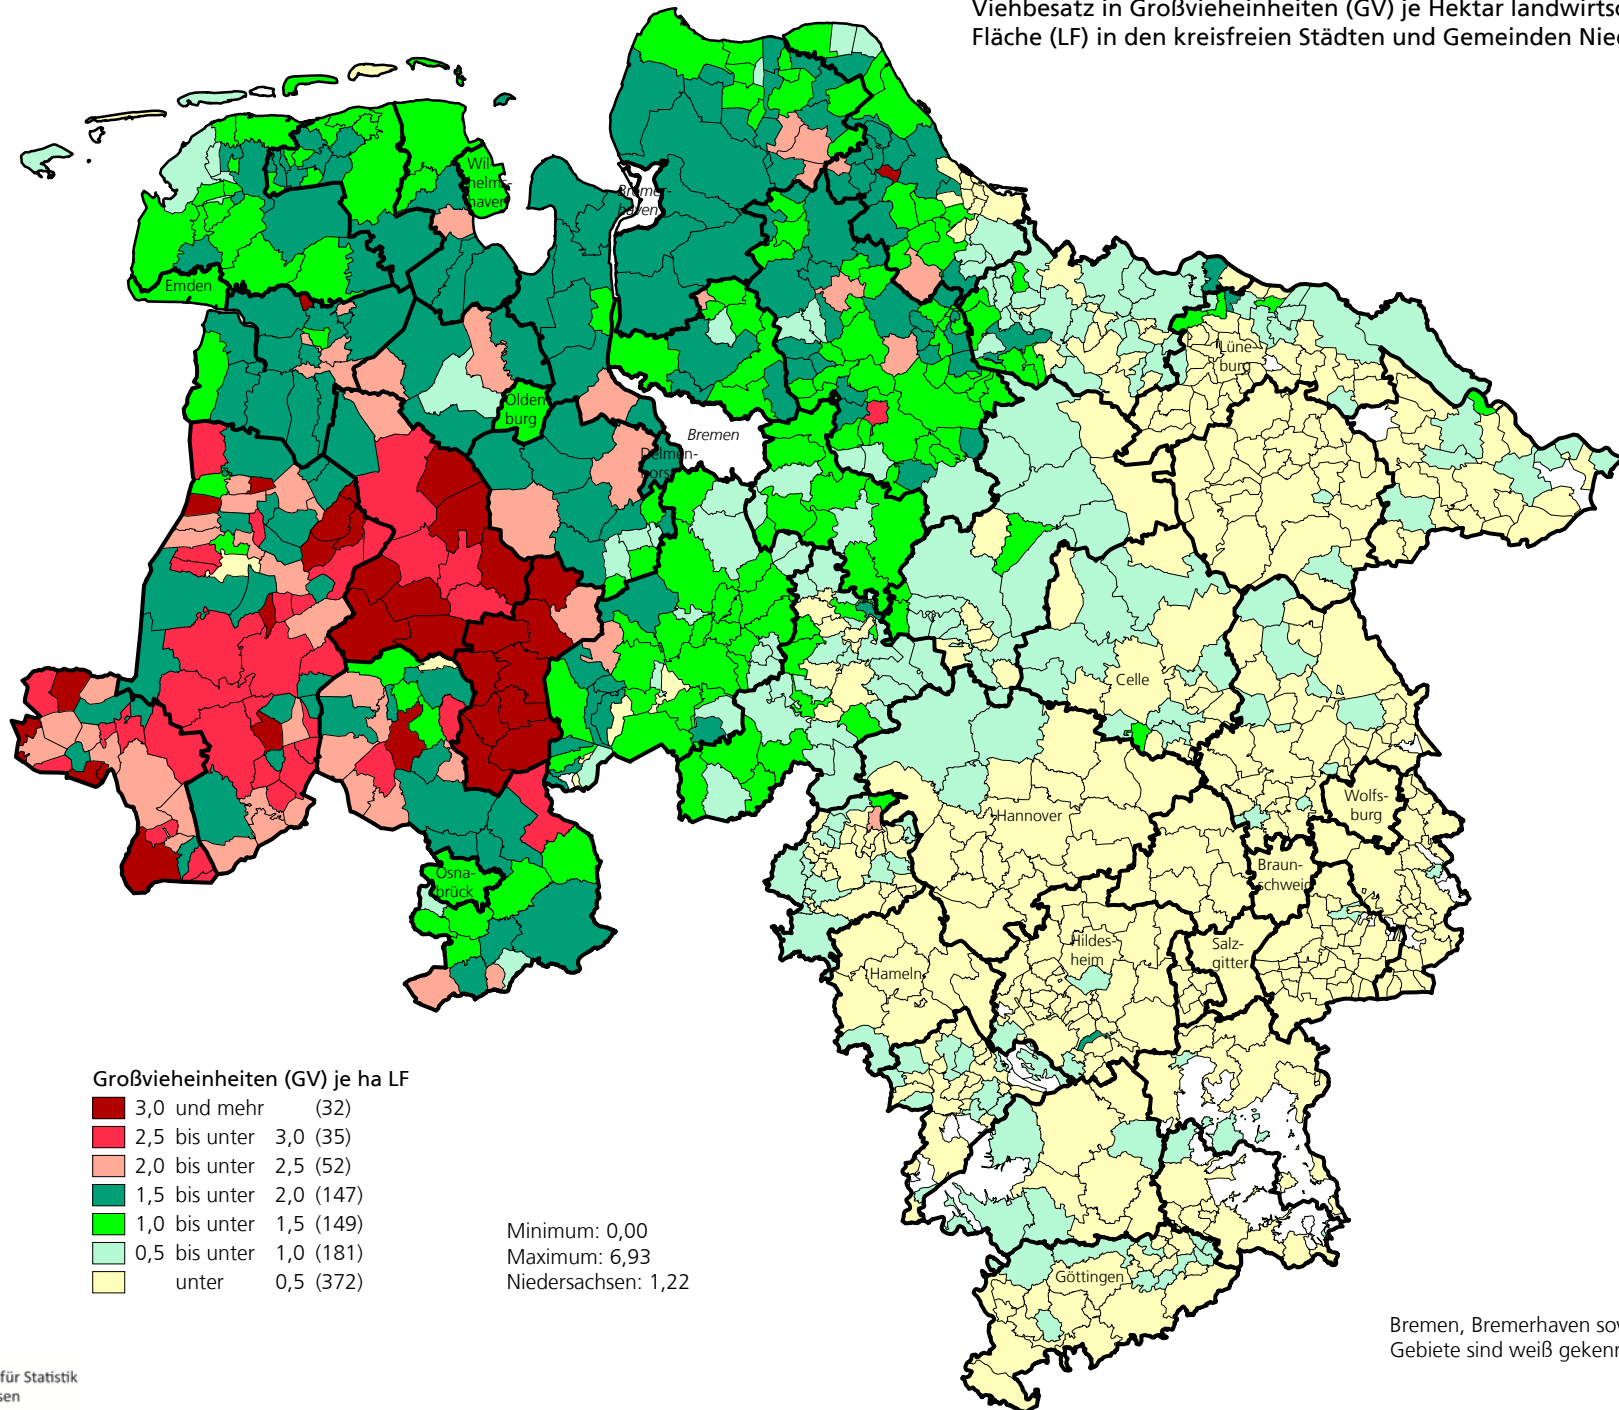 Viehbesatz in Großvieheinheiten (GV) je Hektar landwirtsc
Fläche (LF) in den kreisfreien Städten und Gemeinden Nied
Wil-
helms-
haven
Bremer-
haven
Emden
Olden
burg
Bremen
Delmen-
horst
Lüne-
burg
Celle
Wolfs-
burg
Hannover
Braun-
schweig
Osna-
brück
Hildes-
heim
Salz-
gitter
Hameln
Göttingen
Großvieheinheiten (GV) je ha LF
3,0 und mehr (32)
2,5 bis unter 3,0 (35)
2,0 bis unter 2,5 (52)
1,5 bis unter 2,0 (147)
1,0 bis unter 1,5 (149)
0,5 bis unter 1,0 (181)
unter 0,5 (372)
Minimum: 0,00
Maximum: 6,93
Niedersachsen: 1,22
Bremen, Bremerhaven sov
Gebiete sind weiß gekenn
für Statistik
sen